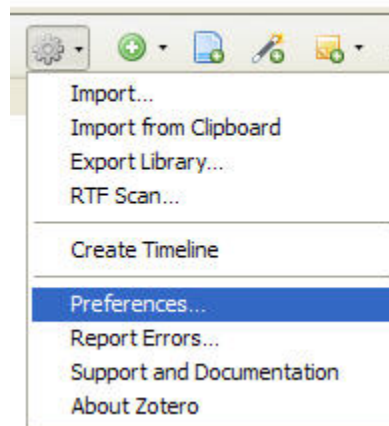 Import...
Import from Clipboard
Export Library...
RTF Scan...
Create Timeline
Preferences...
Report Errors...
Support and Documentation
About Zotero